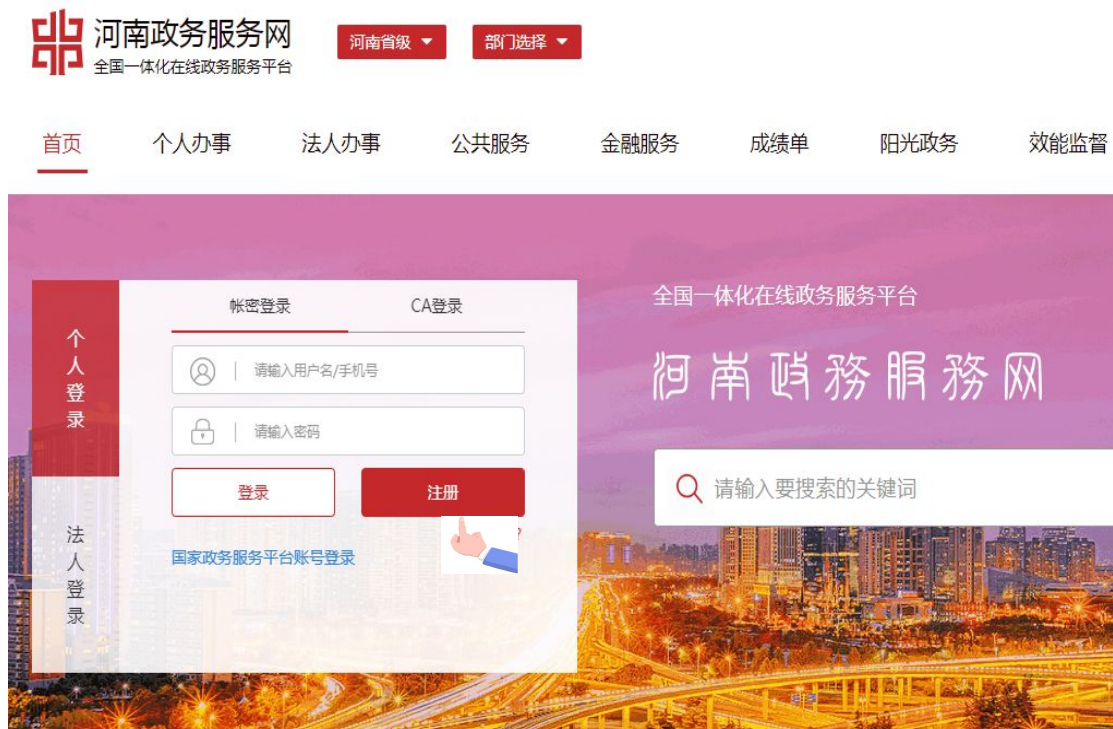 河南政务服务网
全国一体化在线政务服务平台
河南省级
部门选择
首页 个人办事 法人办事 公共服务 金融服务 成绩单 阳光政务 效能监督
个人登录
帐密登录 CA登录
请输入用户名/手机号
请输入密码
登录 注册
?
国家政务服务平台账号登录
法人登录
全国一体化在线政务服务平台
河南政務服務网
请输入要搜索的关键词